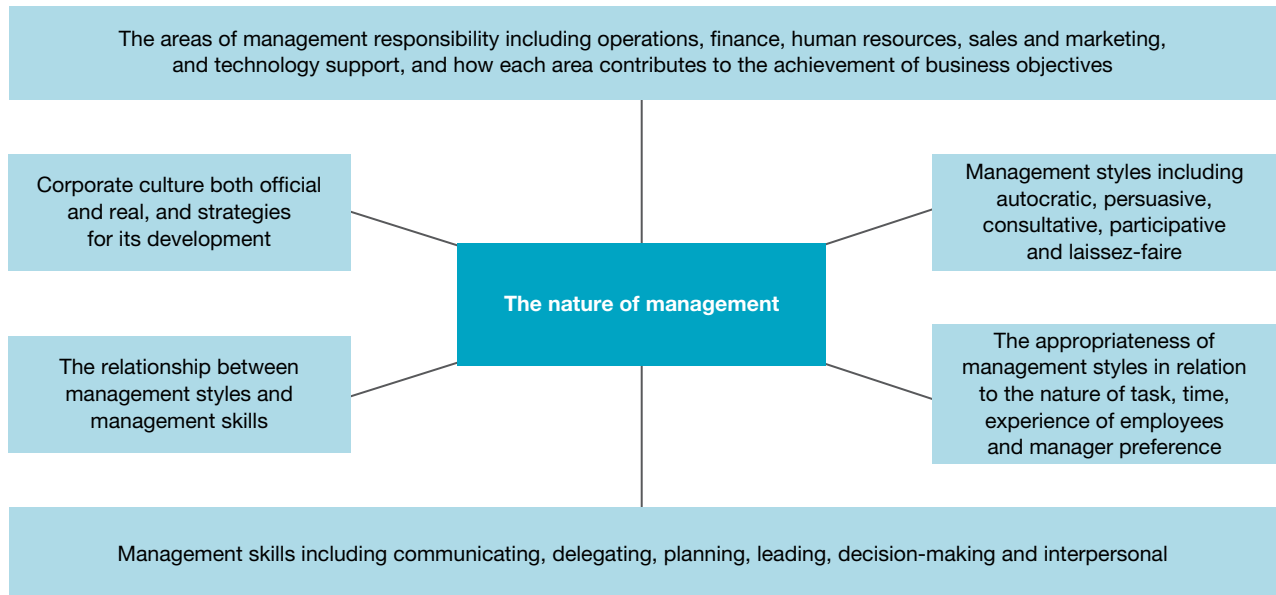 The areas of management responsibility including operations, finance, human resources, sales and marketing,
and technology support, and how each area contributes to the achievement of business objectives
Corporate culture both official
and real, and strategies
for its development
Management styles including
autocratic, persuasive,
consultative, participative
and laissez-faire
The nature of management
The relationship between
management styles and
management skills
The appropriateness of
management styles in relation
to the nature of task, time,
experience of employees
and manager preference
Management skills including communicating, delegating, planning, leading, decision-making and interpersonal